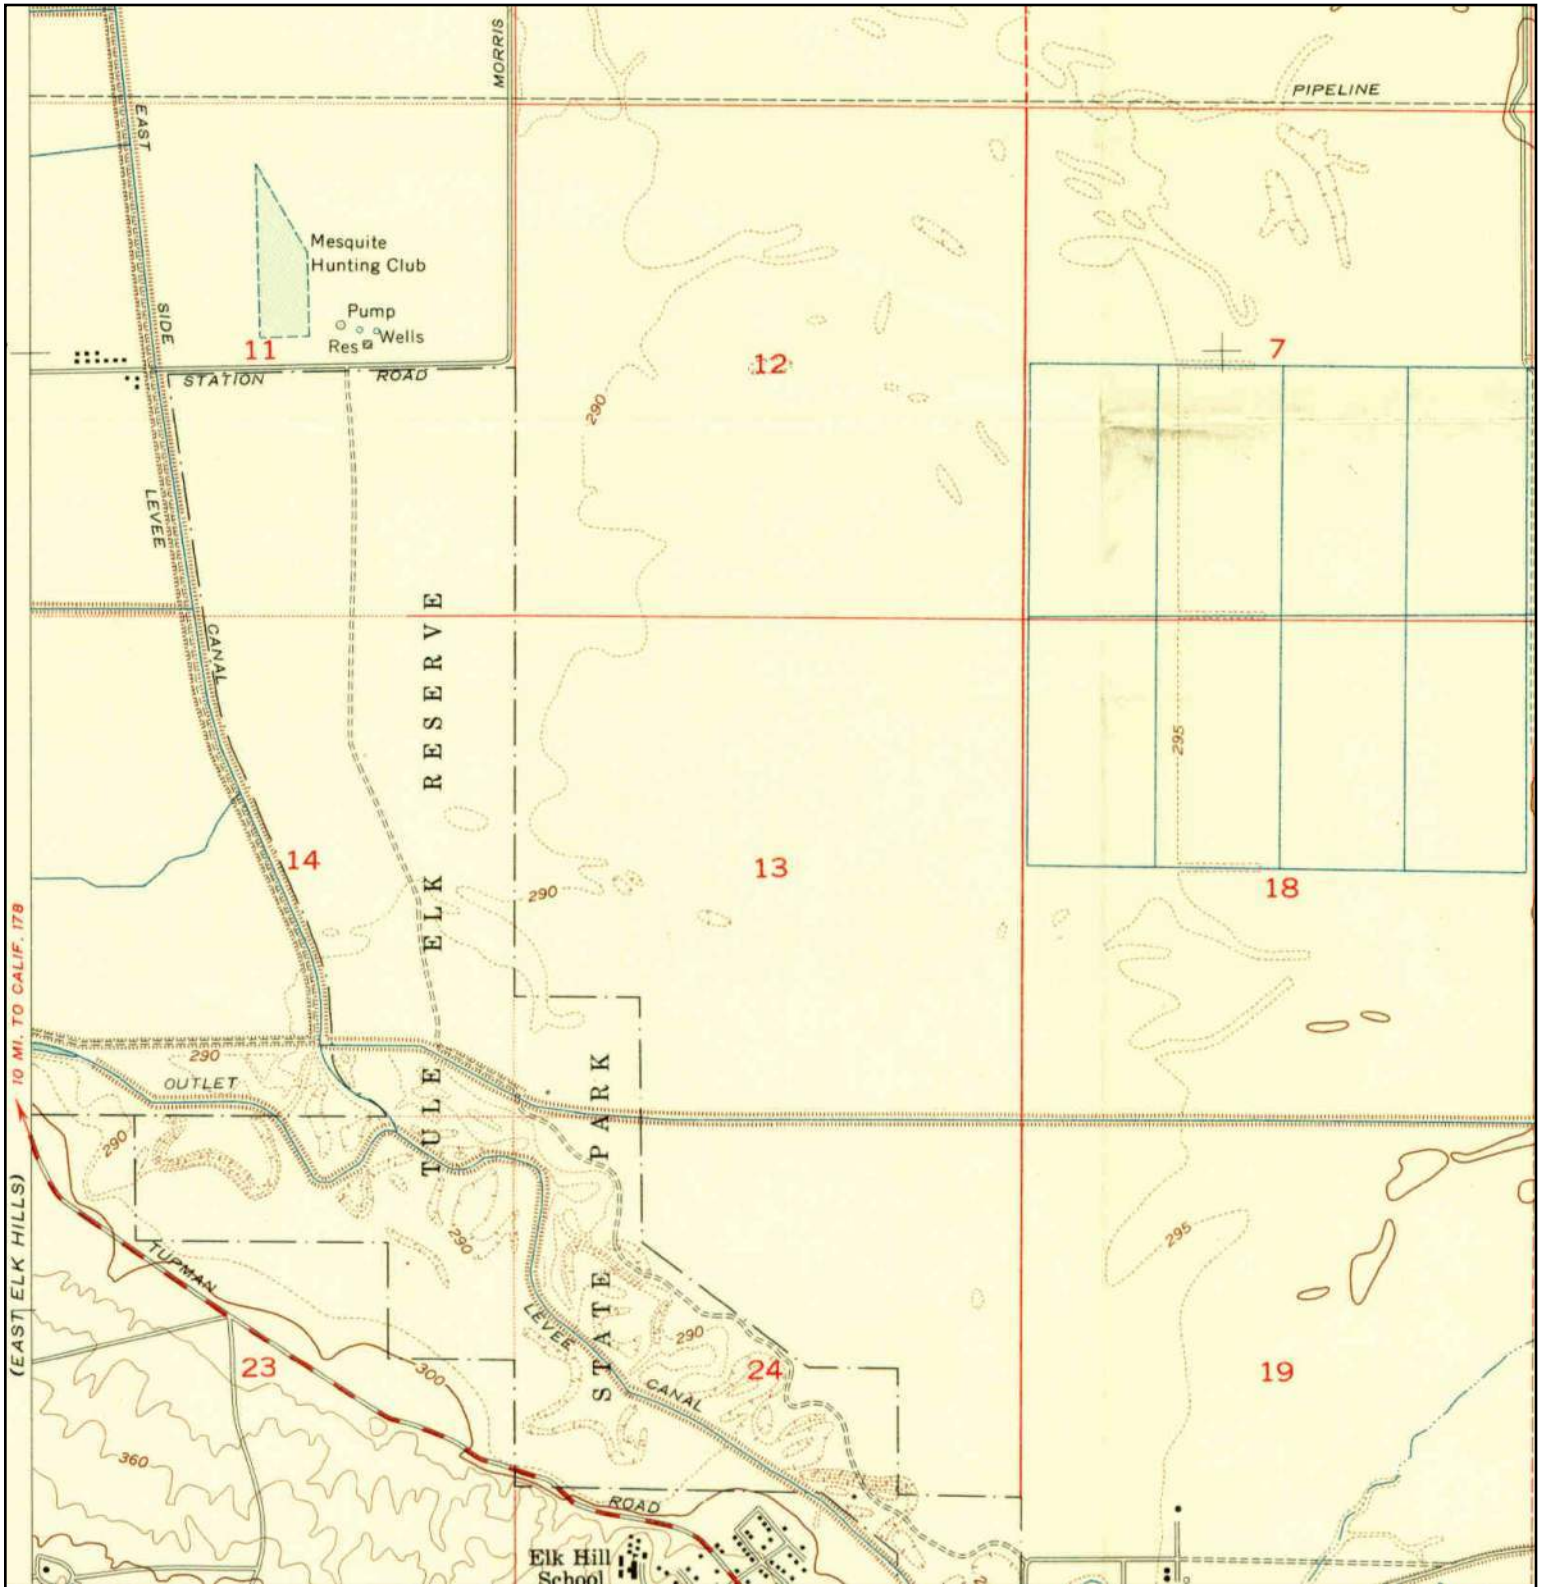 MORRIS
PIPELINE
EAST
SIDE
LEVEE
CANAL
Mesquite
Hunting Club
Pump
Wells
Res
11
12
7
STATION ROAD
290
TULE ELK RESERVE
STATE PARK
295
14
13
18
290
10 MI. TO CALIF. 178
(EAST ELK HILLS)
290
OUTLET
290
290
295
TUPMAN
ROAD
LEVEE
CANAL
290
23
24
19
300
360
Elk Hill
School